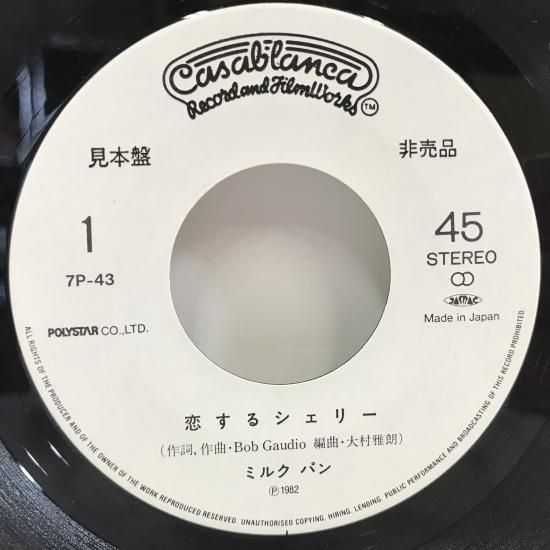 Casablanca
Record and FilmWorks
TM
見本盤
非売品
1
45
STEREO
7P-43
JASRAC
POLYSTAR CO.,LTD.
Made in Japan
恋するシェリー
(作詞,作曲・Bob Gaudio 編曲・大村雅朗)
ミルク パン
Ⓟ1982
ALL RIGHTS OF THE PRODUCER AND OF THE OWNER OF THE WORK REPRODUCED RESERVED. UNAUTHORISED COPYING. HIRING. LENDING. PUBLIC PERFORMANCE AND BROADCASTING OF THIS RECORD PROHIBITED.